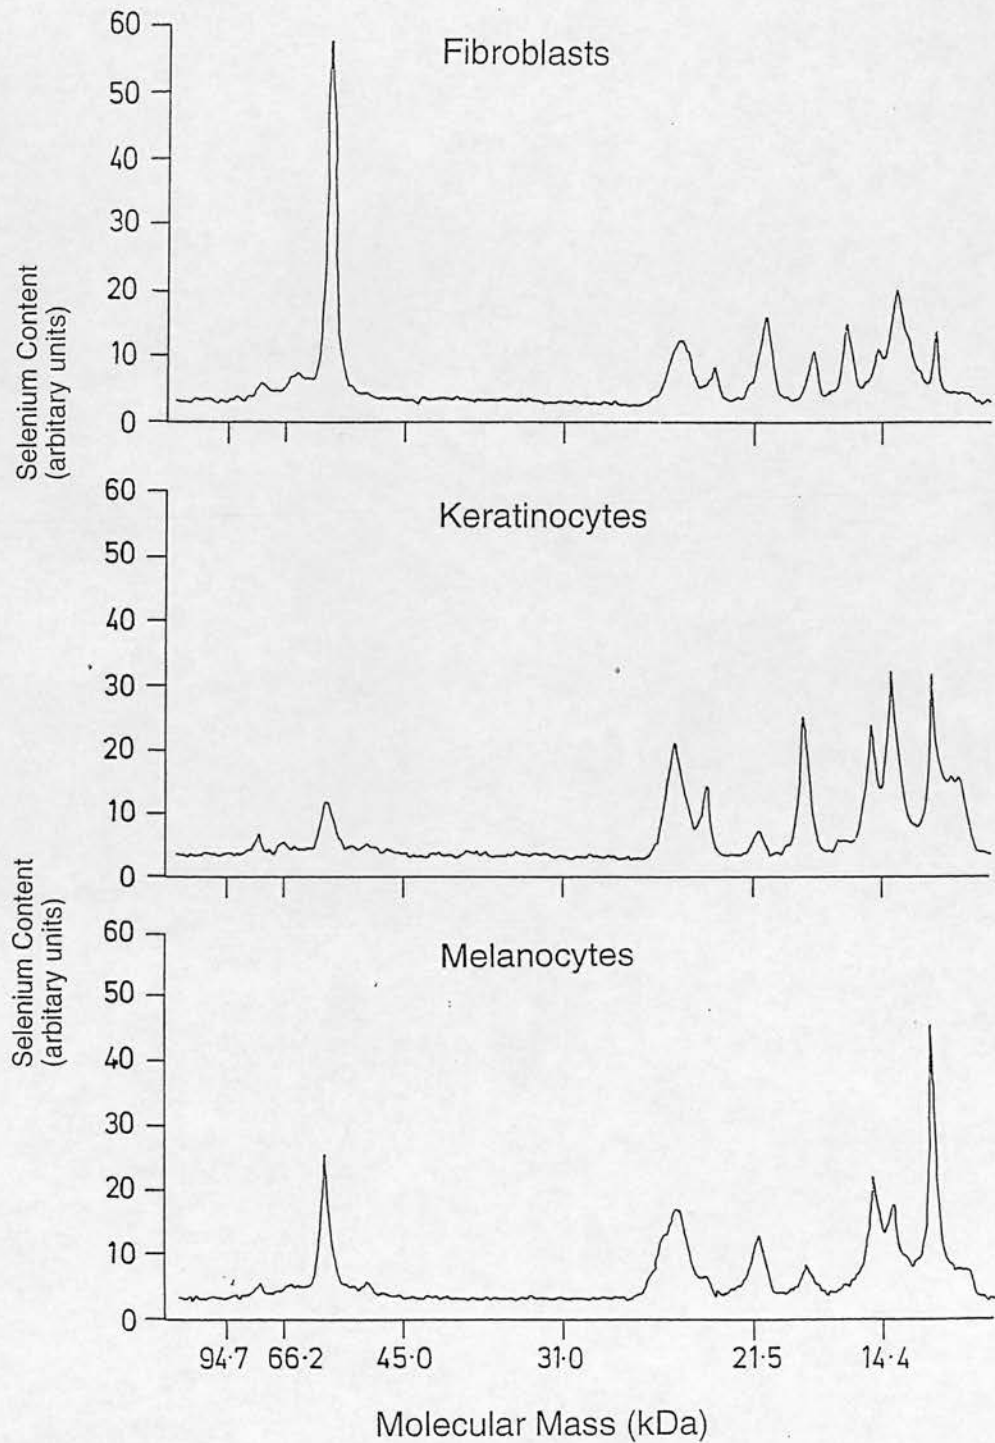 Fibroblasts
60
50
40
30
20
10
0
Selenium Content
(arbitary units)
Keratinocytes
60
50
40
30
20
10
0
Selenium Content
(arbitary units)
Melanocytes
60
50
40
30
20
10
0
94·7 66·2 45·0 31·0 21·5 14·4
Molecular Mass (kDa)